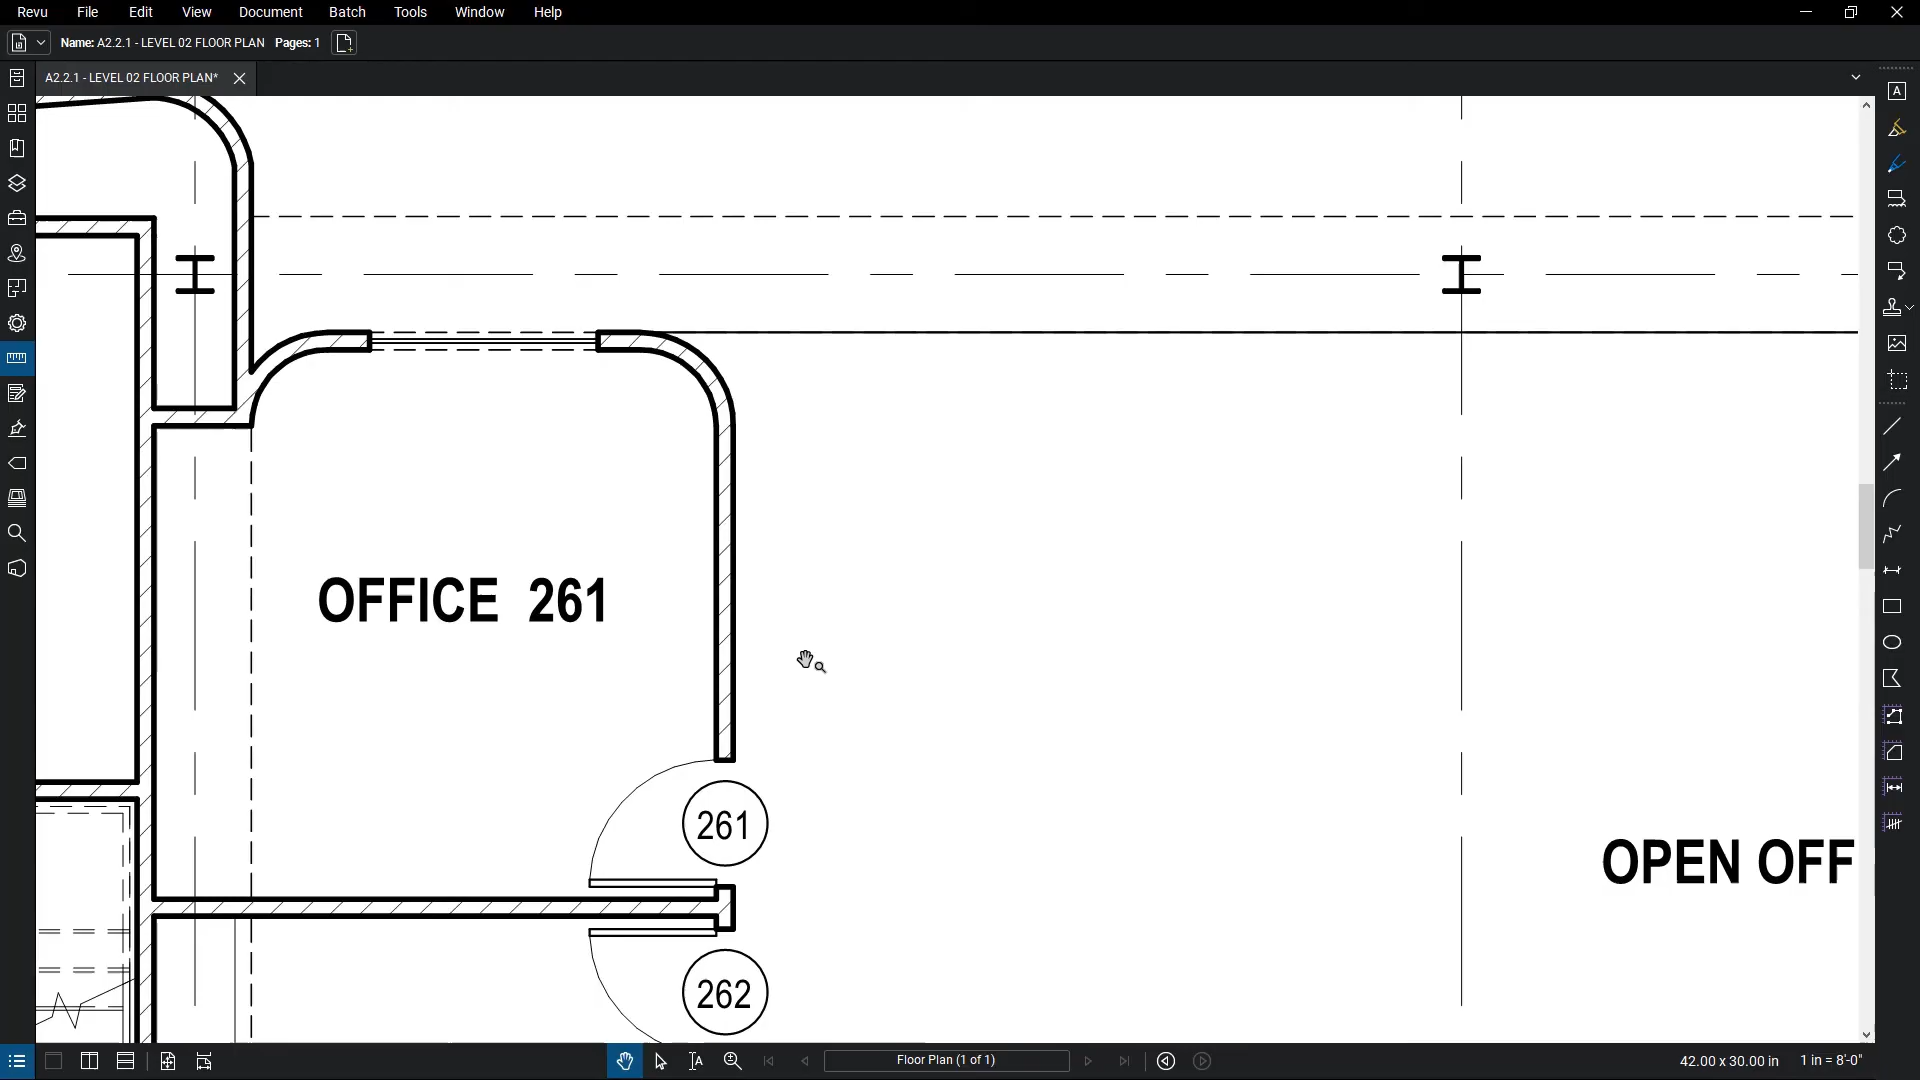 Revu File Edit View Document Batch Tools Window Help
Name: A2.2.1 - LEVEL 02 FLOOR PLAN Pages: 1
A2.2.1 - LEVEL 02 FLOOR PLAN*
OFFICE 261
261
OPEN OFF
262
Floor Plan (1 of 1)
42.00 x 30.00 in 1 in = 8'-0"